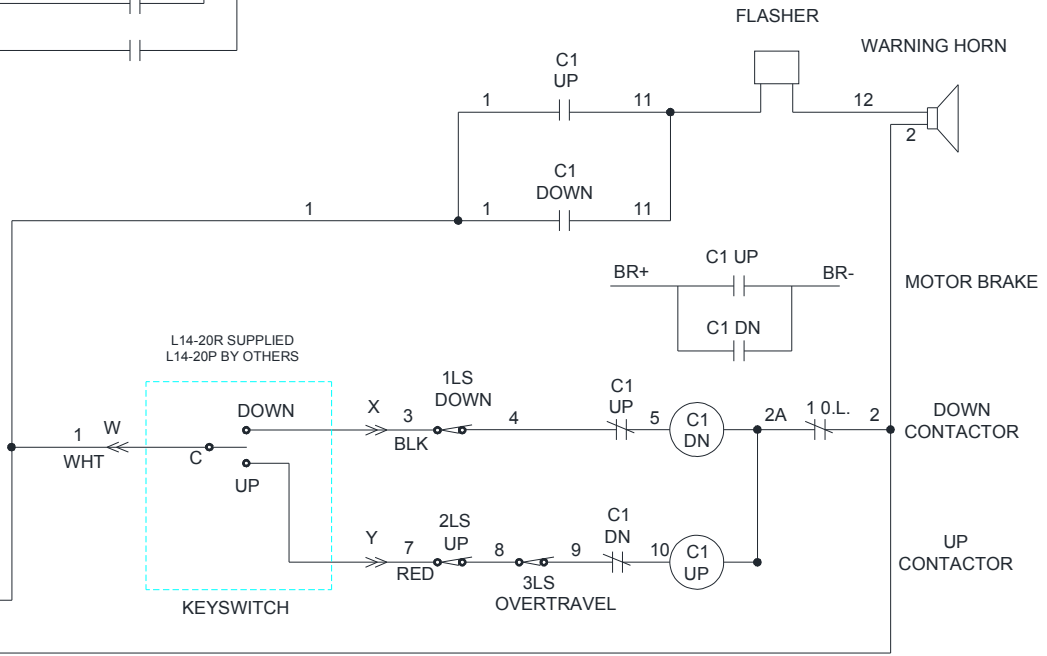 FLASHER
WARNING HORN
C1
UP
1
11
12
2
C1
DOWN
1
1
11
C1 UP
BR+
BR-
MOTOR BRAKE
C1 DN
L14-20R SUPPLIED
L14-20P BY OTHERS
1LS
DOWN
C1
UP
DOWN
X
3
4
5
C1
DN
2A
1 O.L.
2
DOWN
CONTACTOR
1
W
WHT
C
BLK
UP
2LS
UP
C1
DN
Y
7
8
9
10
C1
UP
UP
CONTACTOR
RED
3LS
OVERTRAVEL
KEYSWITCH